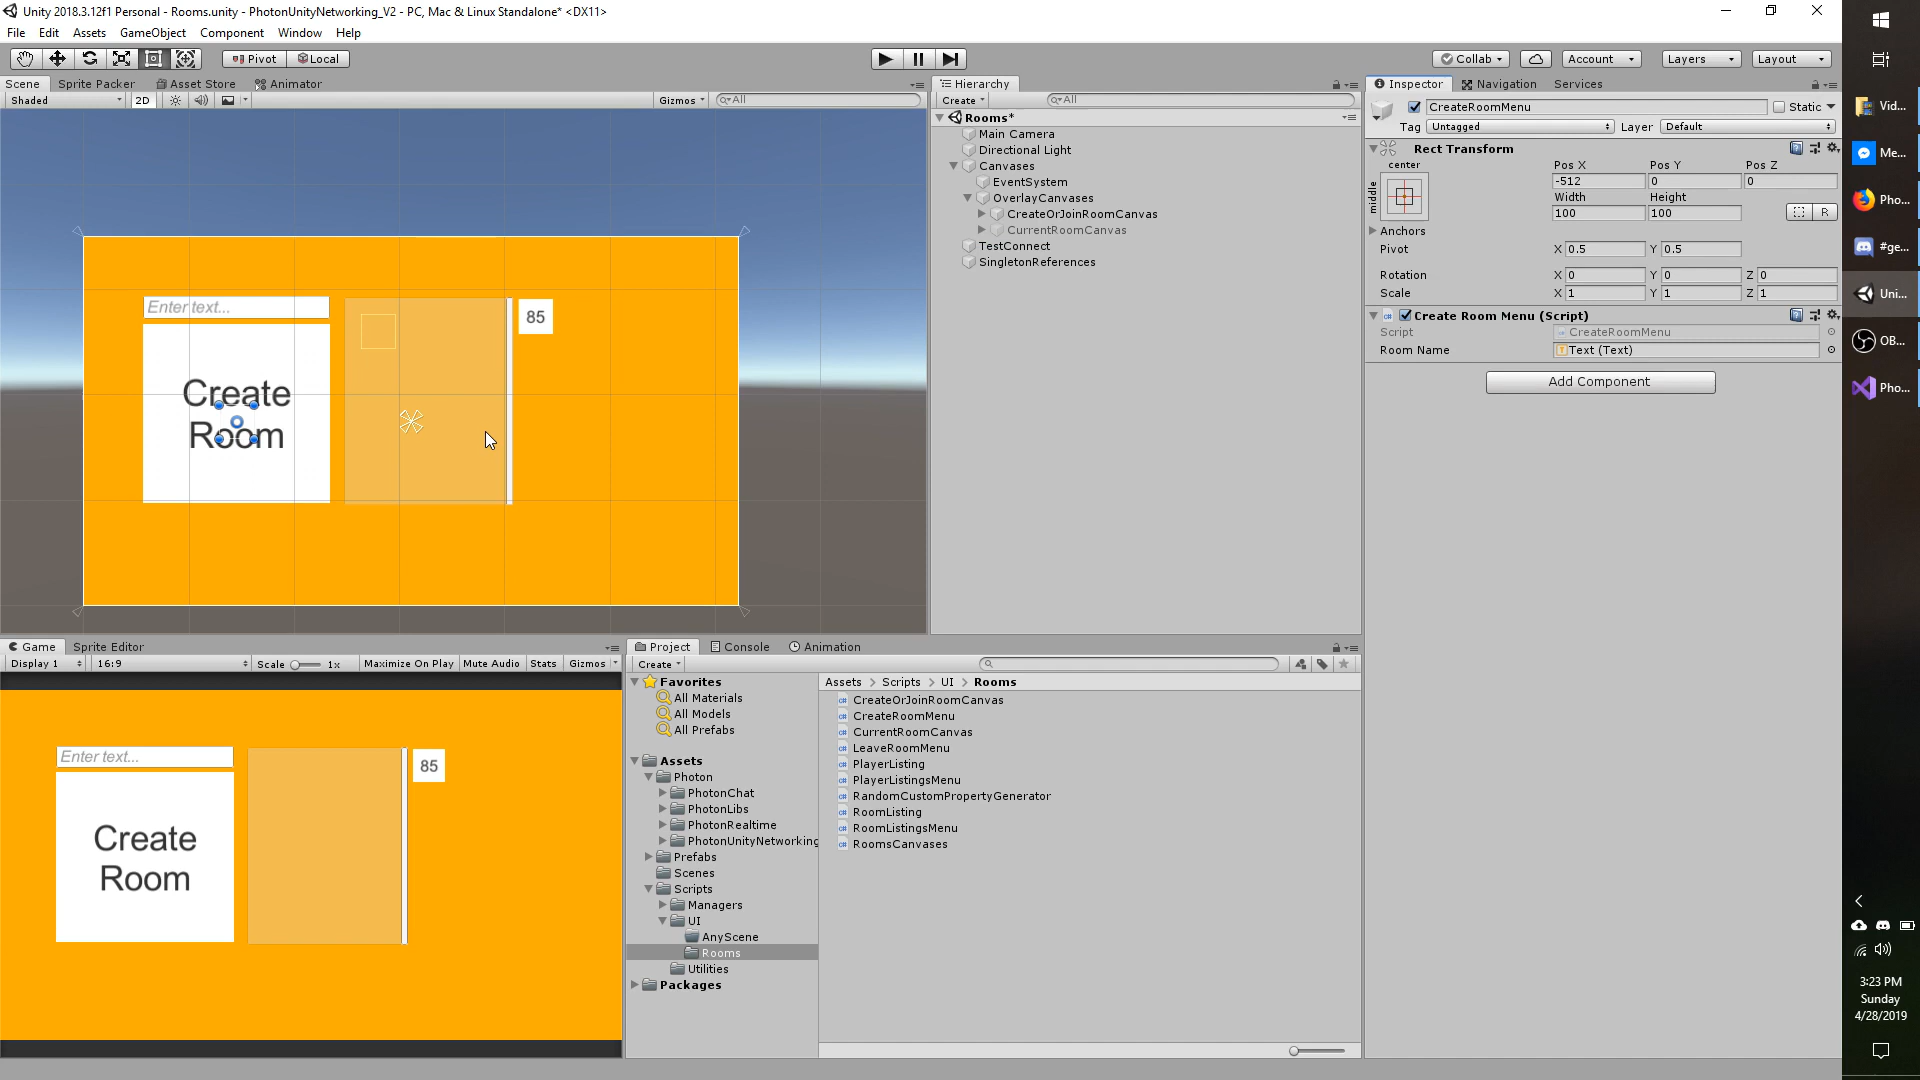 Unity 2018.3.12f1 Personal - Rooms.unity - PhotonUnityNetworking_V2 - PC, Mac & Linux Standalone* <DX11>
File Edit Assets GameObject Component Window Help
Pivot Local
Collab Account Layers Layout
Scene Sprite Packer Asset Store Animator
Shaded 2D Gizmos All
Enter text...
Create
Room
85
Game Sprite Editor
Display 1 16:9 Scale 1x Maximize On Play Mute Audio Stats Gizmos
Enter text...
Create
Room
85
Hierarchy
Create All
Rooms*
Main Camera
Directional Light
Canvases
EventSystem
OverlayCanvases
CreateOrJoinRoomCanvas
CurrentRoomCanvas
TestConnect
SingletonReferences
Project Console Animation
Create
Favorites
All Materials
All Models
All Prefabs
Assets
Photon
PhotonChat
PhotonLibs
PhotonRealtime
PhotonUnityNetworking
Prefabs
Scenes
Scripts
Managers
UI
AnyScene
Rooms
Utilities
Packages
Assets > Scripts > UI > Rooms
CreateOrJoinRoomCanvas
CreateRoomMenu
CurrentRoomCanvas
LeaveRoomMenu
PlayerListing
PlayerListingsMenu
RandomCustomPropertyGenerator
RoomListing
RoomListingsMenu
RoomsCanvases
Inspector Navigation Services
CreateRoomMenu Static
Tag Untagged Layer Default
Rect Transform
center
middle
Pos X Pos Y Pos Z
-512 0 0
Width Height
100 100
R
Anchors
Pivot X 0.5 Y 0.5
Rotation X 0 Y 0 Z 0
Scale X 1 Y 1 Z 1
Create Room Menu (Script)
Script CreateRoomMenu
Room Name Text (Text)
Add Component
Vid...
Me...
Pho...
#ge...
Uni...
OB...
Pho...
3:23 PM
Sunday
4/28/2019